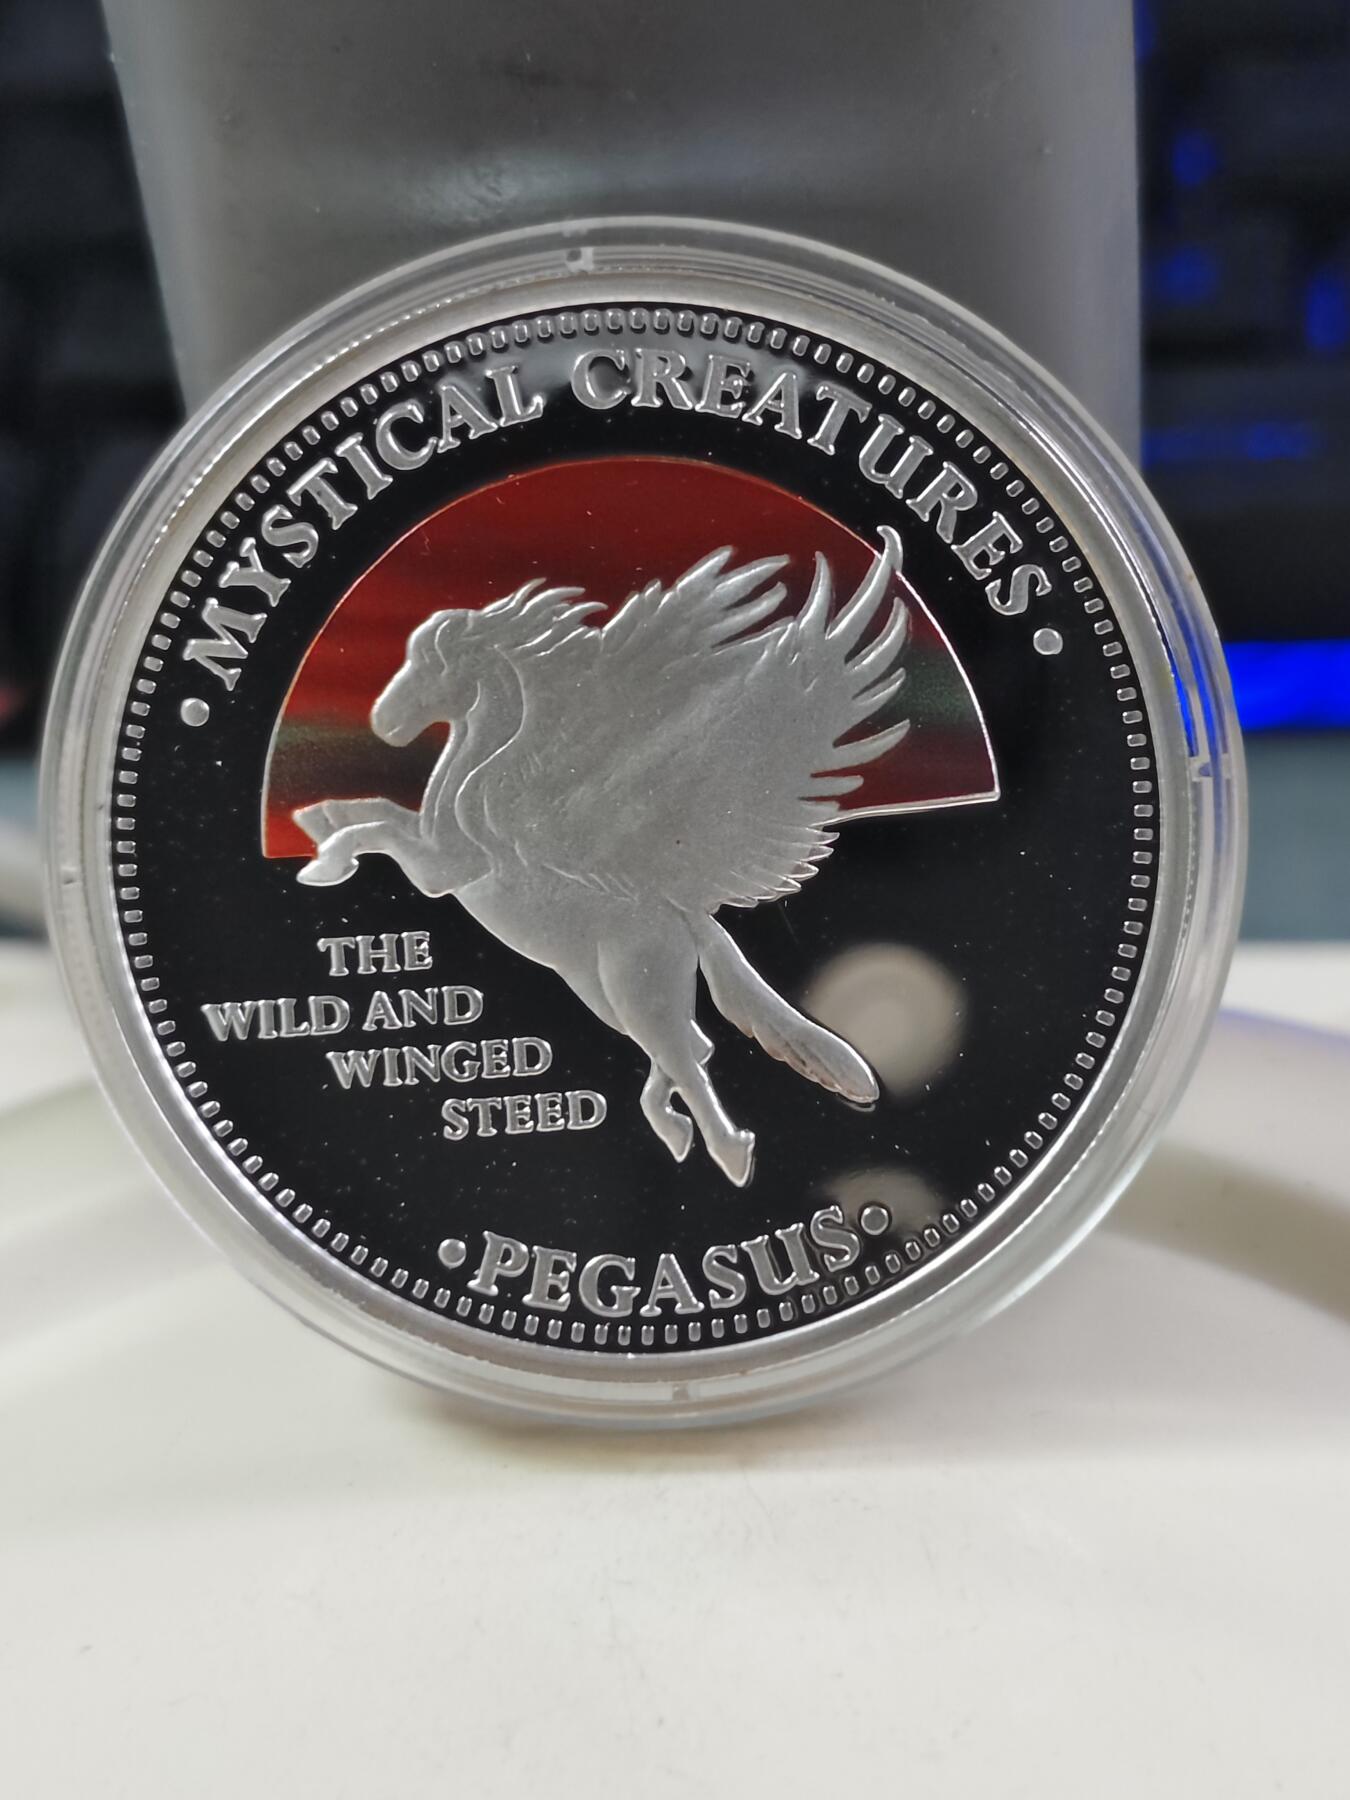 • MYSTICAL CREATURES •
THE
WILD AND
WINGED
STEED
• PEGASUS •